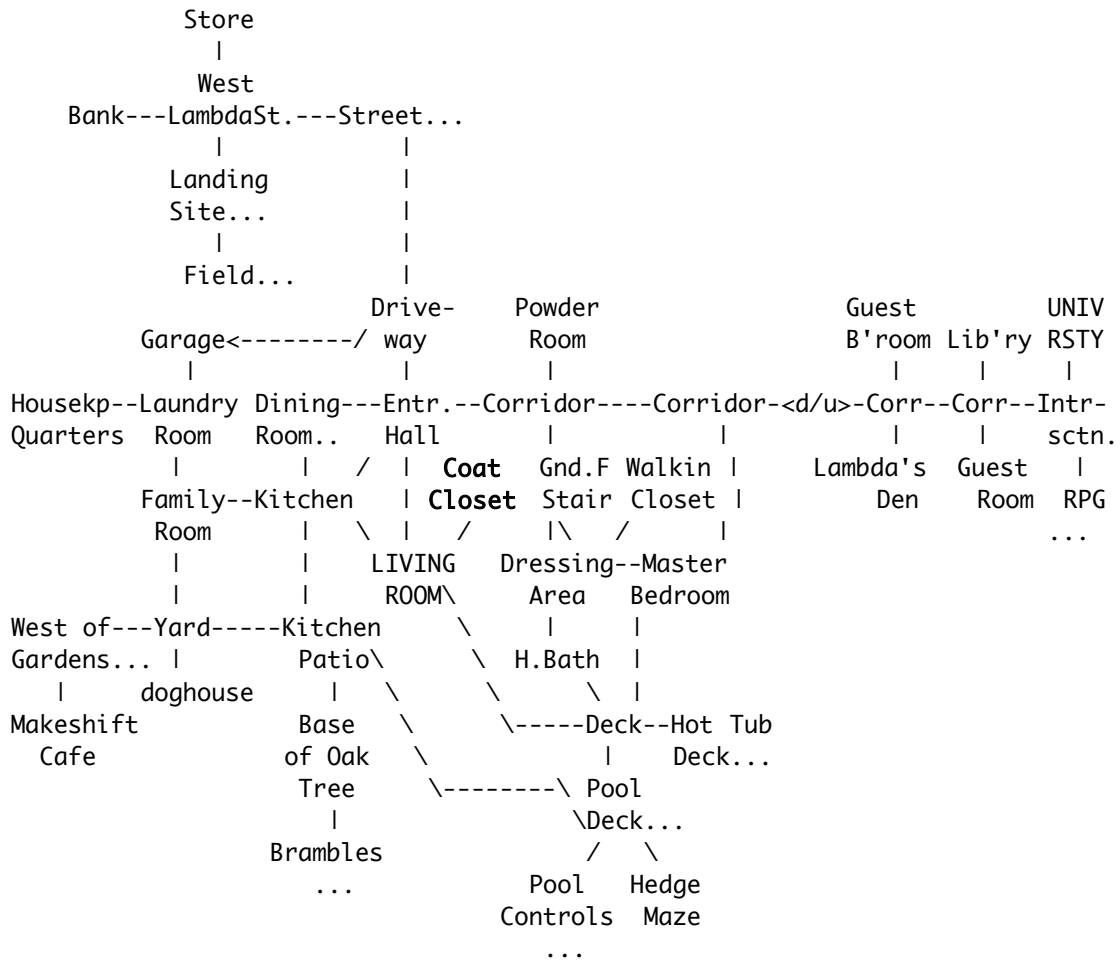 Store
|
West
Bank---LambdaSt.---Street...
| |
Landing |
Site... |
| |
Field... |
Drive- Powder Guest UNIV
Garage<--------/ way Room B'room Lib'ry RSTY
| | | | | |
Housekp--Laundry Dining---Entr.--Corridor----Corridor-<d/u>-Corr--Corr--Intr-
Quarters Room Room.. Hall | | | | sctn.
| | / | Coat Gnd.F Walkin | Lambda's Guest |
Family--Kitchen | Closet Stair Closet | Den Room RPG
Room | \ | / |\ / | ...
| | LIVING Dressing--Master
| | ROOM\ Area Bedroom
West of---Yard-----Kitchen \ | |
Gardens... | Patio\ \ H.Bath |
| doghouse | \ \ \ |
Makeshift Base \ \-----Deck--Hot Tub
Cafe of Oak \ | Deck...
Tree \--------\ Pool
| \Deck...
Brambles / \
... Pool Hedge
Controls Maze
...